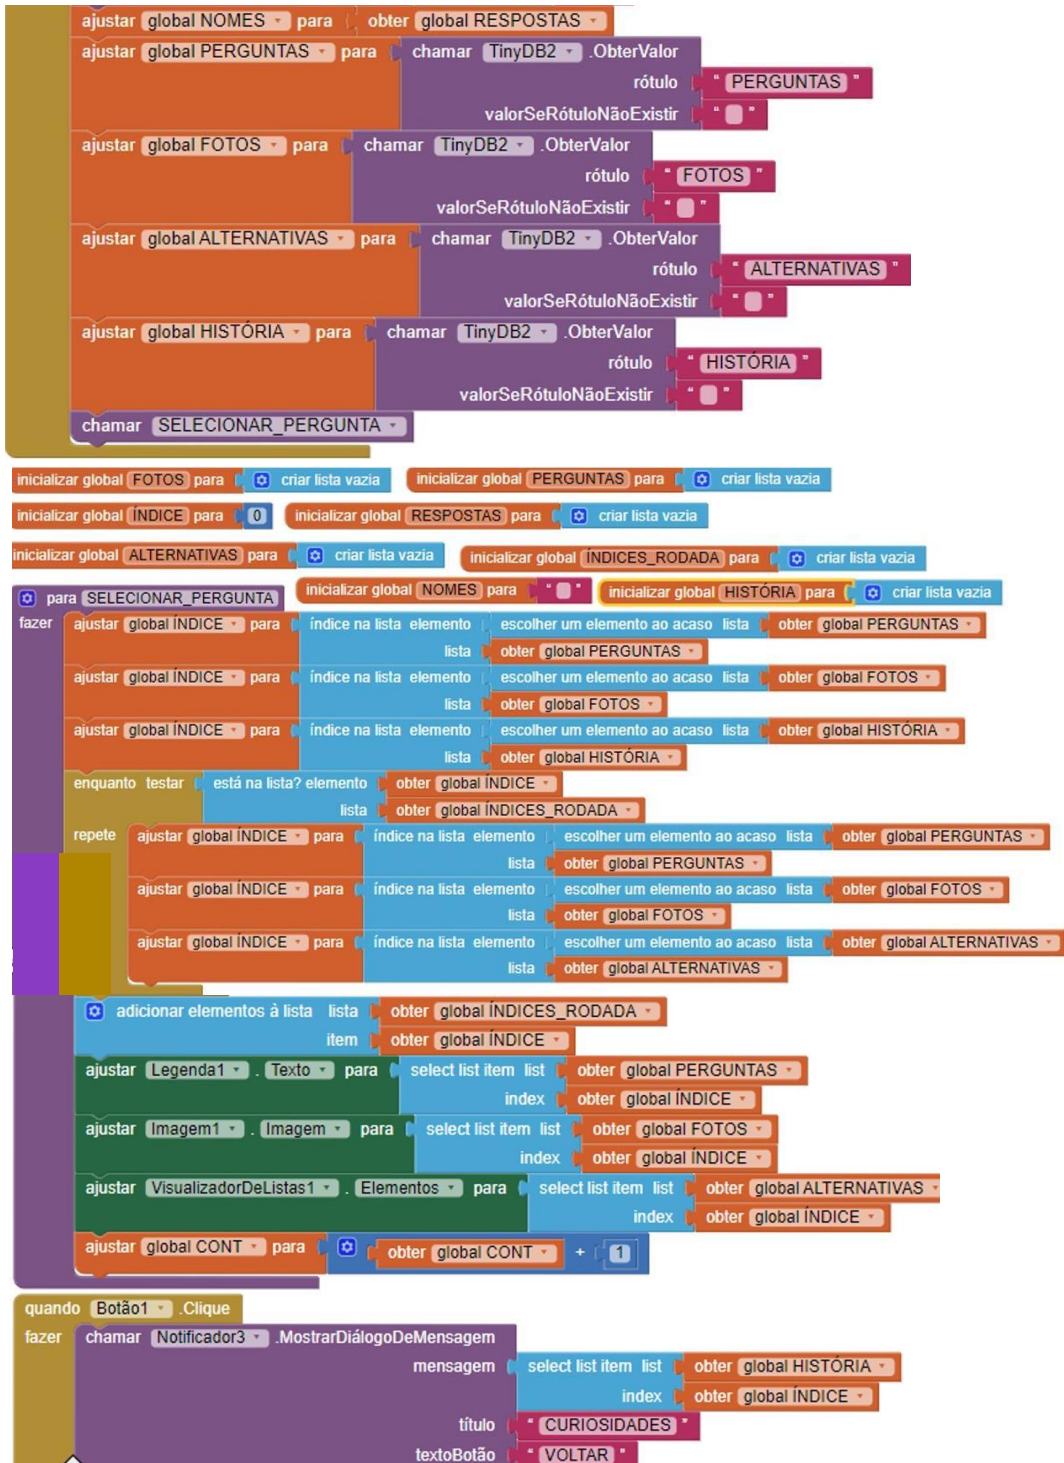 ajustar global NOMES para obter global RESPOSTAS
ajustar global PERGUNTAS para chamar TinyDB2 .ObterValor
rótulo " PERGUNTAS "
valorSeRótuloNãoExistir " "
ajustar global FOTOS para chamar TinyDB2 .ObterValor
rótulo " FOTOS "
valorSeRótuloNãoExistir " "
ajustar global ALTERNATIVAS para chamar TinyDB2 .ObterValor
rótulo " ALTERNATIVAS "
valorSeRótuloNãoExistir " "
ajustar global HISTÓRIA para chamar TinyDB2 .ObterValor
rótulo " HISTÓRIA "
valorSeRótuloNãoExistir " "
chamar SELECIONAR_PERGUNTA
inicializar global FOTOS para criar lista vazia inicializar global PERGUNTAS para criar lista vazia
inicializar global ÍNDICE para 0 inicializar global RESPOSTAS para criar lista vazia
inicializar global ALTERNATIVAS para criar lista vazia inicializar global ÍNDICES_RODADA para criar lista vazia
para SELECIONAR_PERGUNTA inicializar global NOMES para " " inicializar global HISTÓRIA para criar lista vazia
fazer ajustar global ÍNDICE para índice na lista elemento escolher um elemento ao acaso lista obter global PERGUNTAS
lista obter global PERGUNTAS
ajustar global ÍNDICE para índice na lista elemento escolher um elemento ao acaso lista obter global FOTOS
lista obter global FOTOS
ajustar global ÍNDICE para índice na lista elemento escolher um elemento ao acaso lista obter global HISTÓRIA
lista obter global HISTÓRIA
enquanto testar está na lista? elemento obter global ÍNDICE
lista obter global ÍNDICES_RODADA
repete ajustar global ÍNDICE para índice na lista elemento escolher um elemento ao acaso lista obter global PERGUNTAS
lista obter global PERGUNTAS
ajustar global ÍNDICE para índice na lista elemento escolher um elemento ao acaso lista obter global FOTOS
lista obter global FOTOS
ajustar global ÍNDICE para índice na lista elemento escolher um elemento ao acaso lista obter global ALTERNATIVAS
lista obter global ALTERNATIVAS
adicionar elementos à lista lista obter global ÍNDICES_RODADA
item obter global ÍNDICE
ajustar Legenda1 . Texto para select list item list obter global PERGUNTAS
index obter global ÍNDICE
ajustar Imagem1 . Imagem para select list item list obter global FOTOS
index obter global ÍNDICE
ajustar VisualizadorDeListas1 . Elementos para select list item list obter global ALTERNATIVAS
index obter global ÍNDICE
ajustar global CONT para obter global CONT + 1
quando Botão1 .Clique
fazer chamar Notificador3 .MostrarDiálogoDeMensagem
mensagem select list item list obter global HISTÓRIA
index obter global ÍNDICE
título " CURIOSIDADES "
textoBotão " VOLTAR "